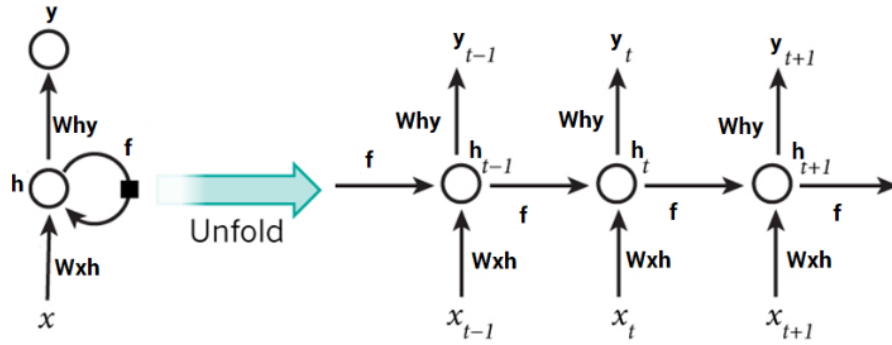 y
Why
f
h
Wxh
x
Unfold
y t-1
y t
y t+1
Why
Why
Why
f
h t-1
h t
h t+1
f
f
f
Wxh
Wxh
Wxh
x t-1
x t
x t+1